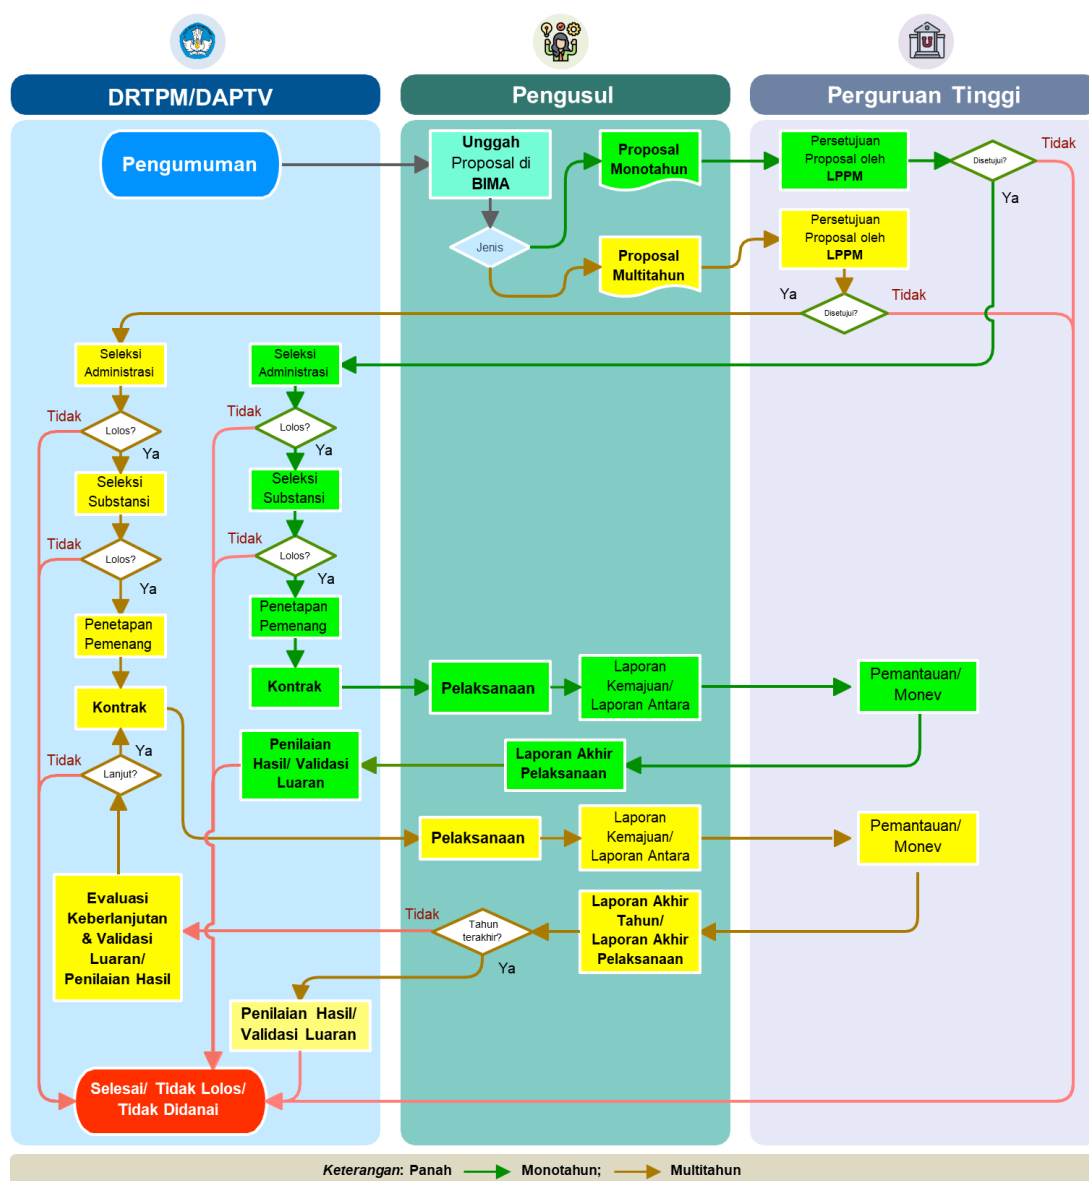 DRTPM/DAPTV
Pengusul
Perguruan Tinggi
Pengumuman
Unggah
Proposal di
BIMA
Proposal
Monotahun
Persetujuan
Proposal oleh
LPPM
Disetujui?
Tidak
Ya
Jenis
Proposal
Multitahun
Persetujuan
Proposal oleh
LPPM
Ya
Disetujui?
Tidak
Seleksi
Administrasi
Seleksi
Administrasi
Tidak
Lolos?
Ya
Tidak
Lolos?
Ya
Seleksi
Substansi
Seleksi
Substansi
Tidak
Lolos?
Ya
Tidak
Lolos?
Ya
Penetapan
Pemenang
Penetapan
Pemenang
Kontrak
Kontrak
Pelaksanaan
Laporan
Kemajuan/
Laporan Antara
Pemantauan/
Monev
Tidak
Ya
Lanjut?
Penilaian
Hasil/ Validasi
Luaran
Laporan Akhir
Pelaksanaan
Pelaksanaan
Laporan
Kemajuan/
Laporan Antara
Pemantauan/
Monev
Evaluasi
Keberlanjutan
& Validasi
Luaran/
Penilaian Hasil
Tidak
Tahun
terakhir?
Ya
Laporan Akhir
Tahun/
Laporan Akhir
Pelaksanaan
Penilaian Hasil/
Validasi Luaran
Selesai/ Tidak Lolos/
Tidak Didanai
Keterangan: Panah Monotahun; Multitahun